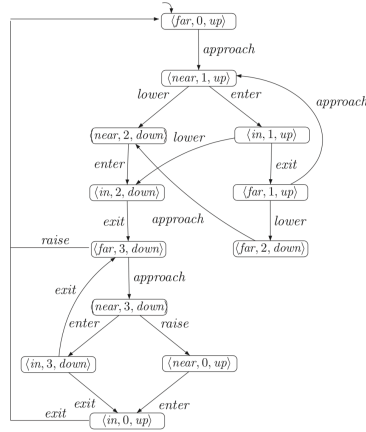 ⟨far, 0, up⟩
approach
⟨near, 1, up⟩
lower enter approach
⟨near, 2, down⟩ lower ⟨in, 1, up⟩
enter exit
⟨in, 2, down⟩ ⟨far, 1, up⟩
exit approach lower
raise ⟨far, 3, down⟩ ⟨far, 2, down⟩
exit approach
⟨near, 3, down⟩
enter raise
⟨in, 3, down⟩ ⟨near, 0, up⟩
exit enter
exit ⟨in, 0, up⟩